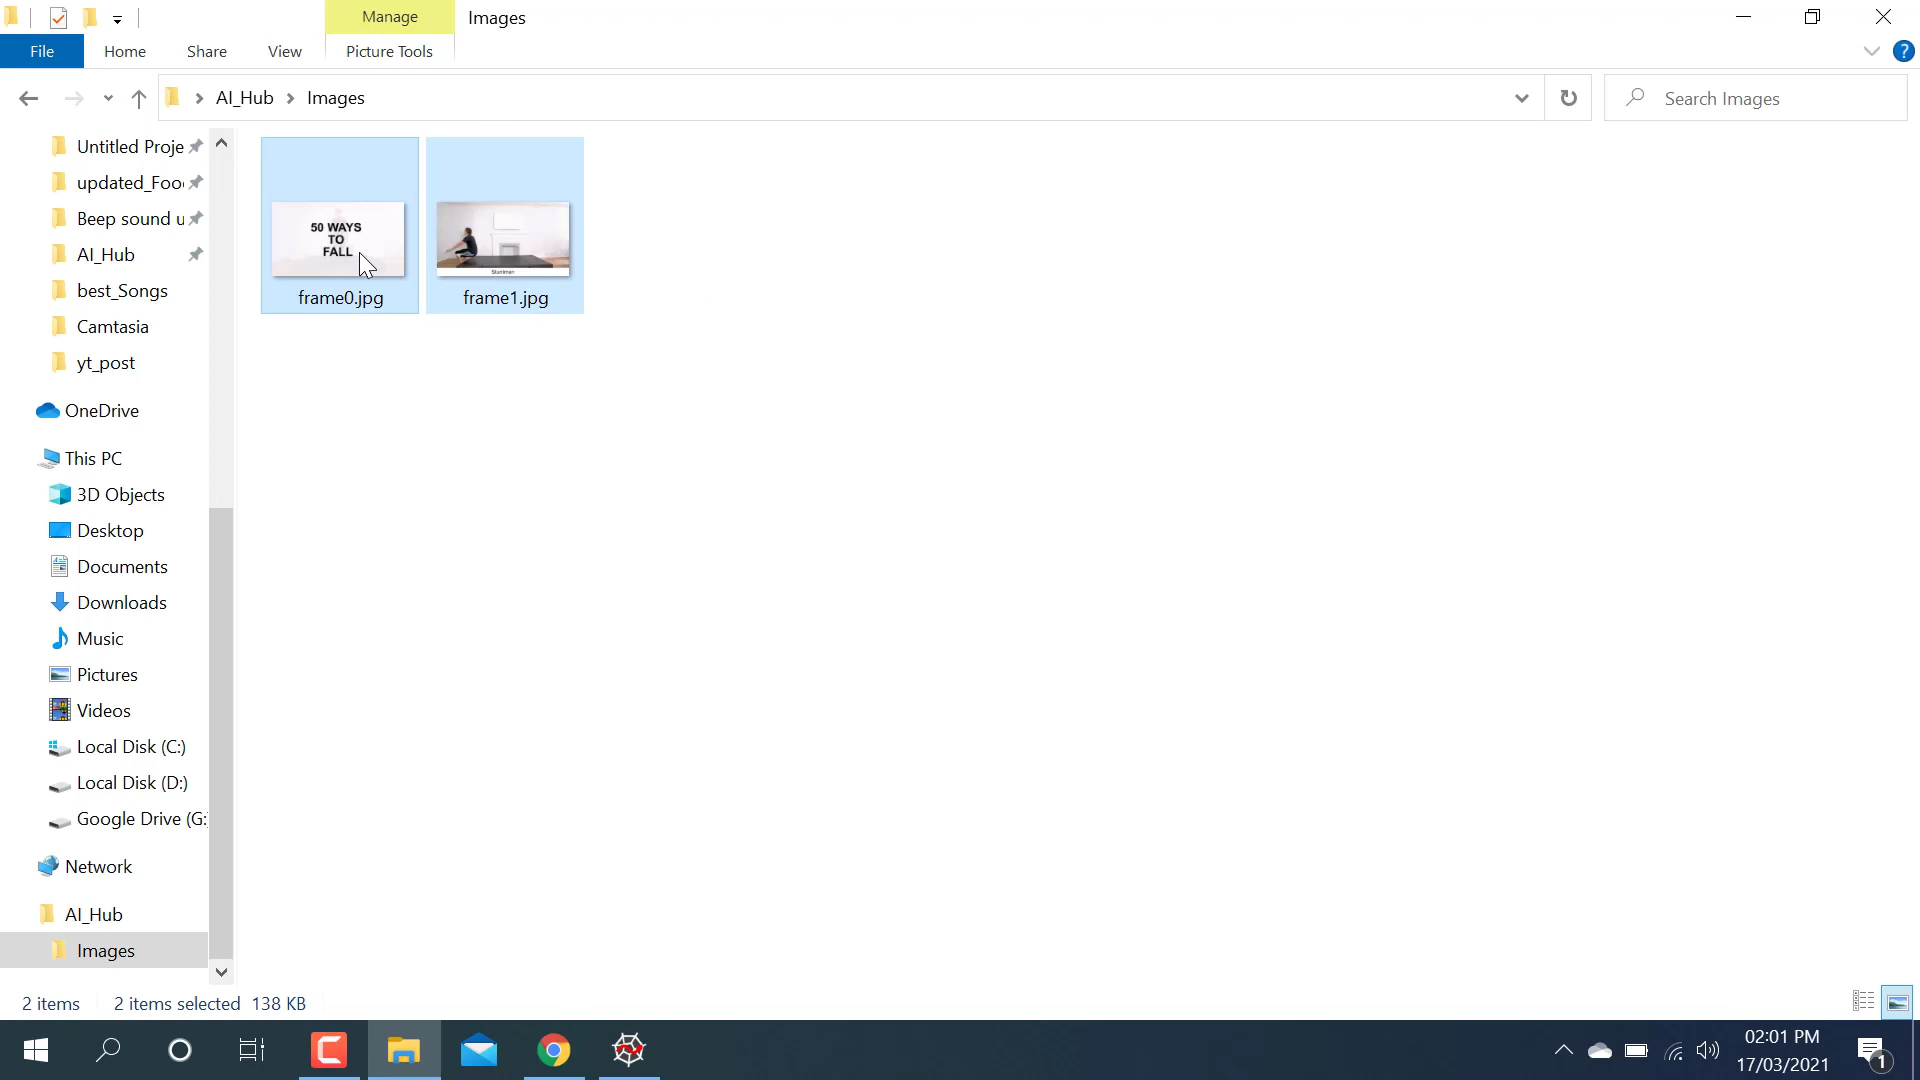 Manage
Images
File
Home
Share
View
Picture Tools
AI_Hub
Images
Search Images
Untitled Proje
updated_Foo
Beep sound u
AI_Hub
best_Songs
Camtasia
yt_post
OneDrive
This PC
3D Objects
Desktop
Documents
Downloads
Music
Pictures
Videos
Local Disk (C:)
Local Disk (D:)
Google Drive (G:
Network
AI_Hub
Images
50 WAYS
TO
FALL
Stuntman
frame0.jpg
frame1.jpg
2 items
2 items selected 138 KB
02:01 PM
17/03/2021
1